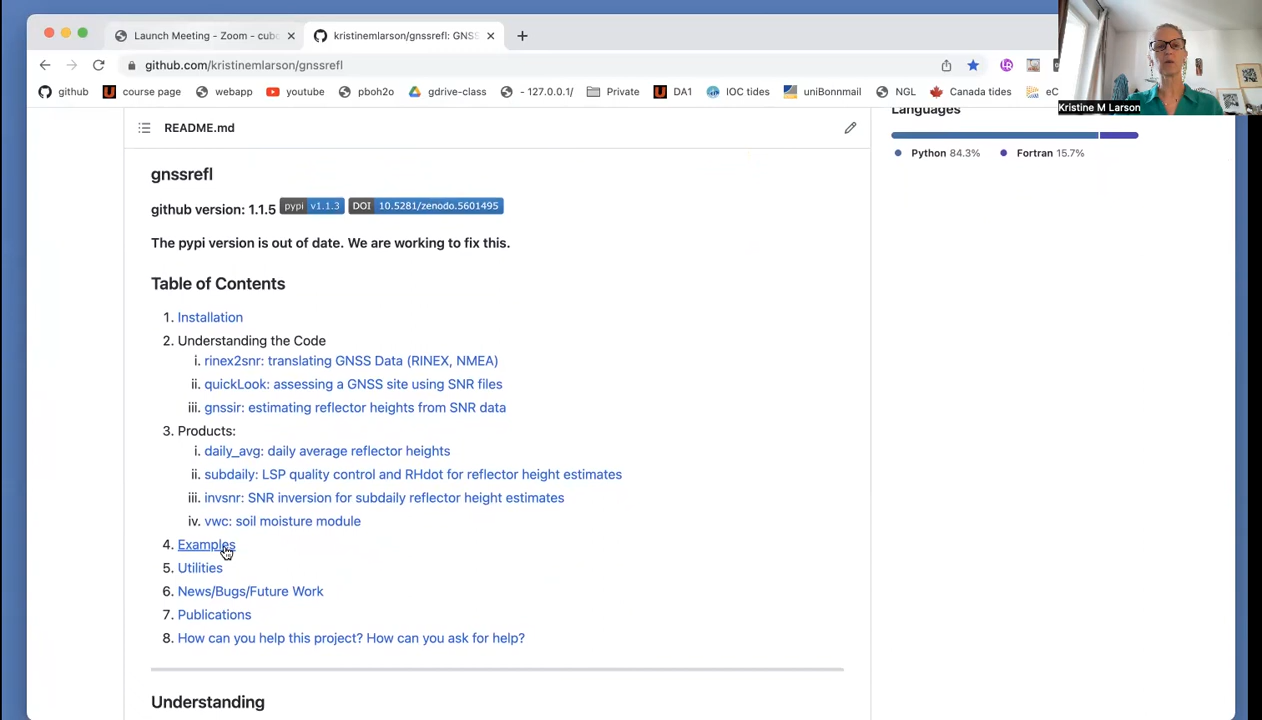 Launch Meeting - Zoom - cub
kristinemlarson/gnssrefl: GNSS
github.com/kristinemlarson/gnssrefl
github
course page
webapp
youtube
pboh2o
gdrive-class
- 127.0.0.1/
Private
DA1
IOC tides
uniBonnmail
NGL
Canada tides
eC
Kristine M Larson
README.md
Languages
Python 84.3%
Fortran 15.7%
gnssrefl
github version: 1.1.5 pypi v1.1.3 DOI 10.5281/zenodo.5601495
The pypi version is out of date. We are working to fix this.
Table of Contents
1. Installation
2. Understanding the Code
i. rinex2snr: translating GNSS Data (RINEX, NMEA)
ii. quickLook: assessing a GNSS site using SNR files
iii. gnssir: estimating reflector heights from SNR data
3. Products:
i. daily_avg: daily average reflector heights
ii. subdaily: LSP quality control and RHdot for reflector height estimates
iii. invsnr: SNR inversion for subdaily reflector height estimates
iv. vwc: soil moisture module
4. Examples
5. Utilities
6. News/Bugs/Future Work
7. Publications
8. How can you help this project? How can you ask for help?
Understanding